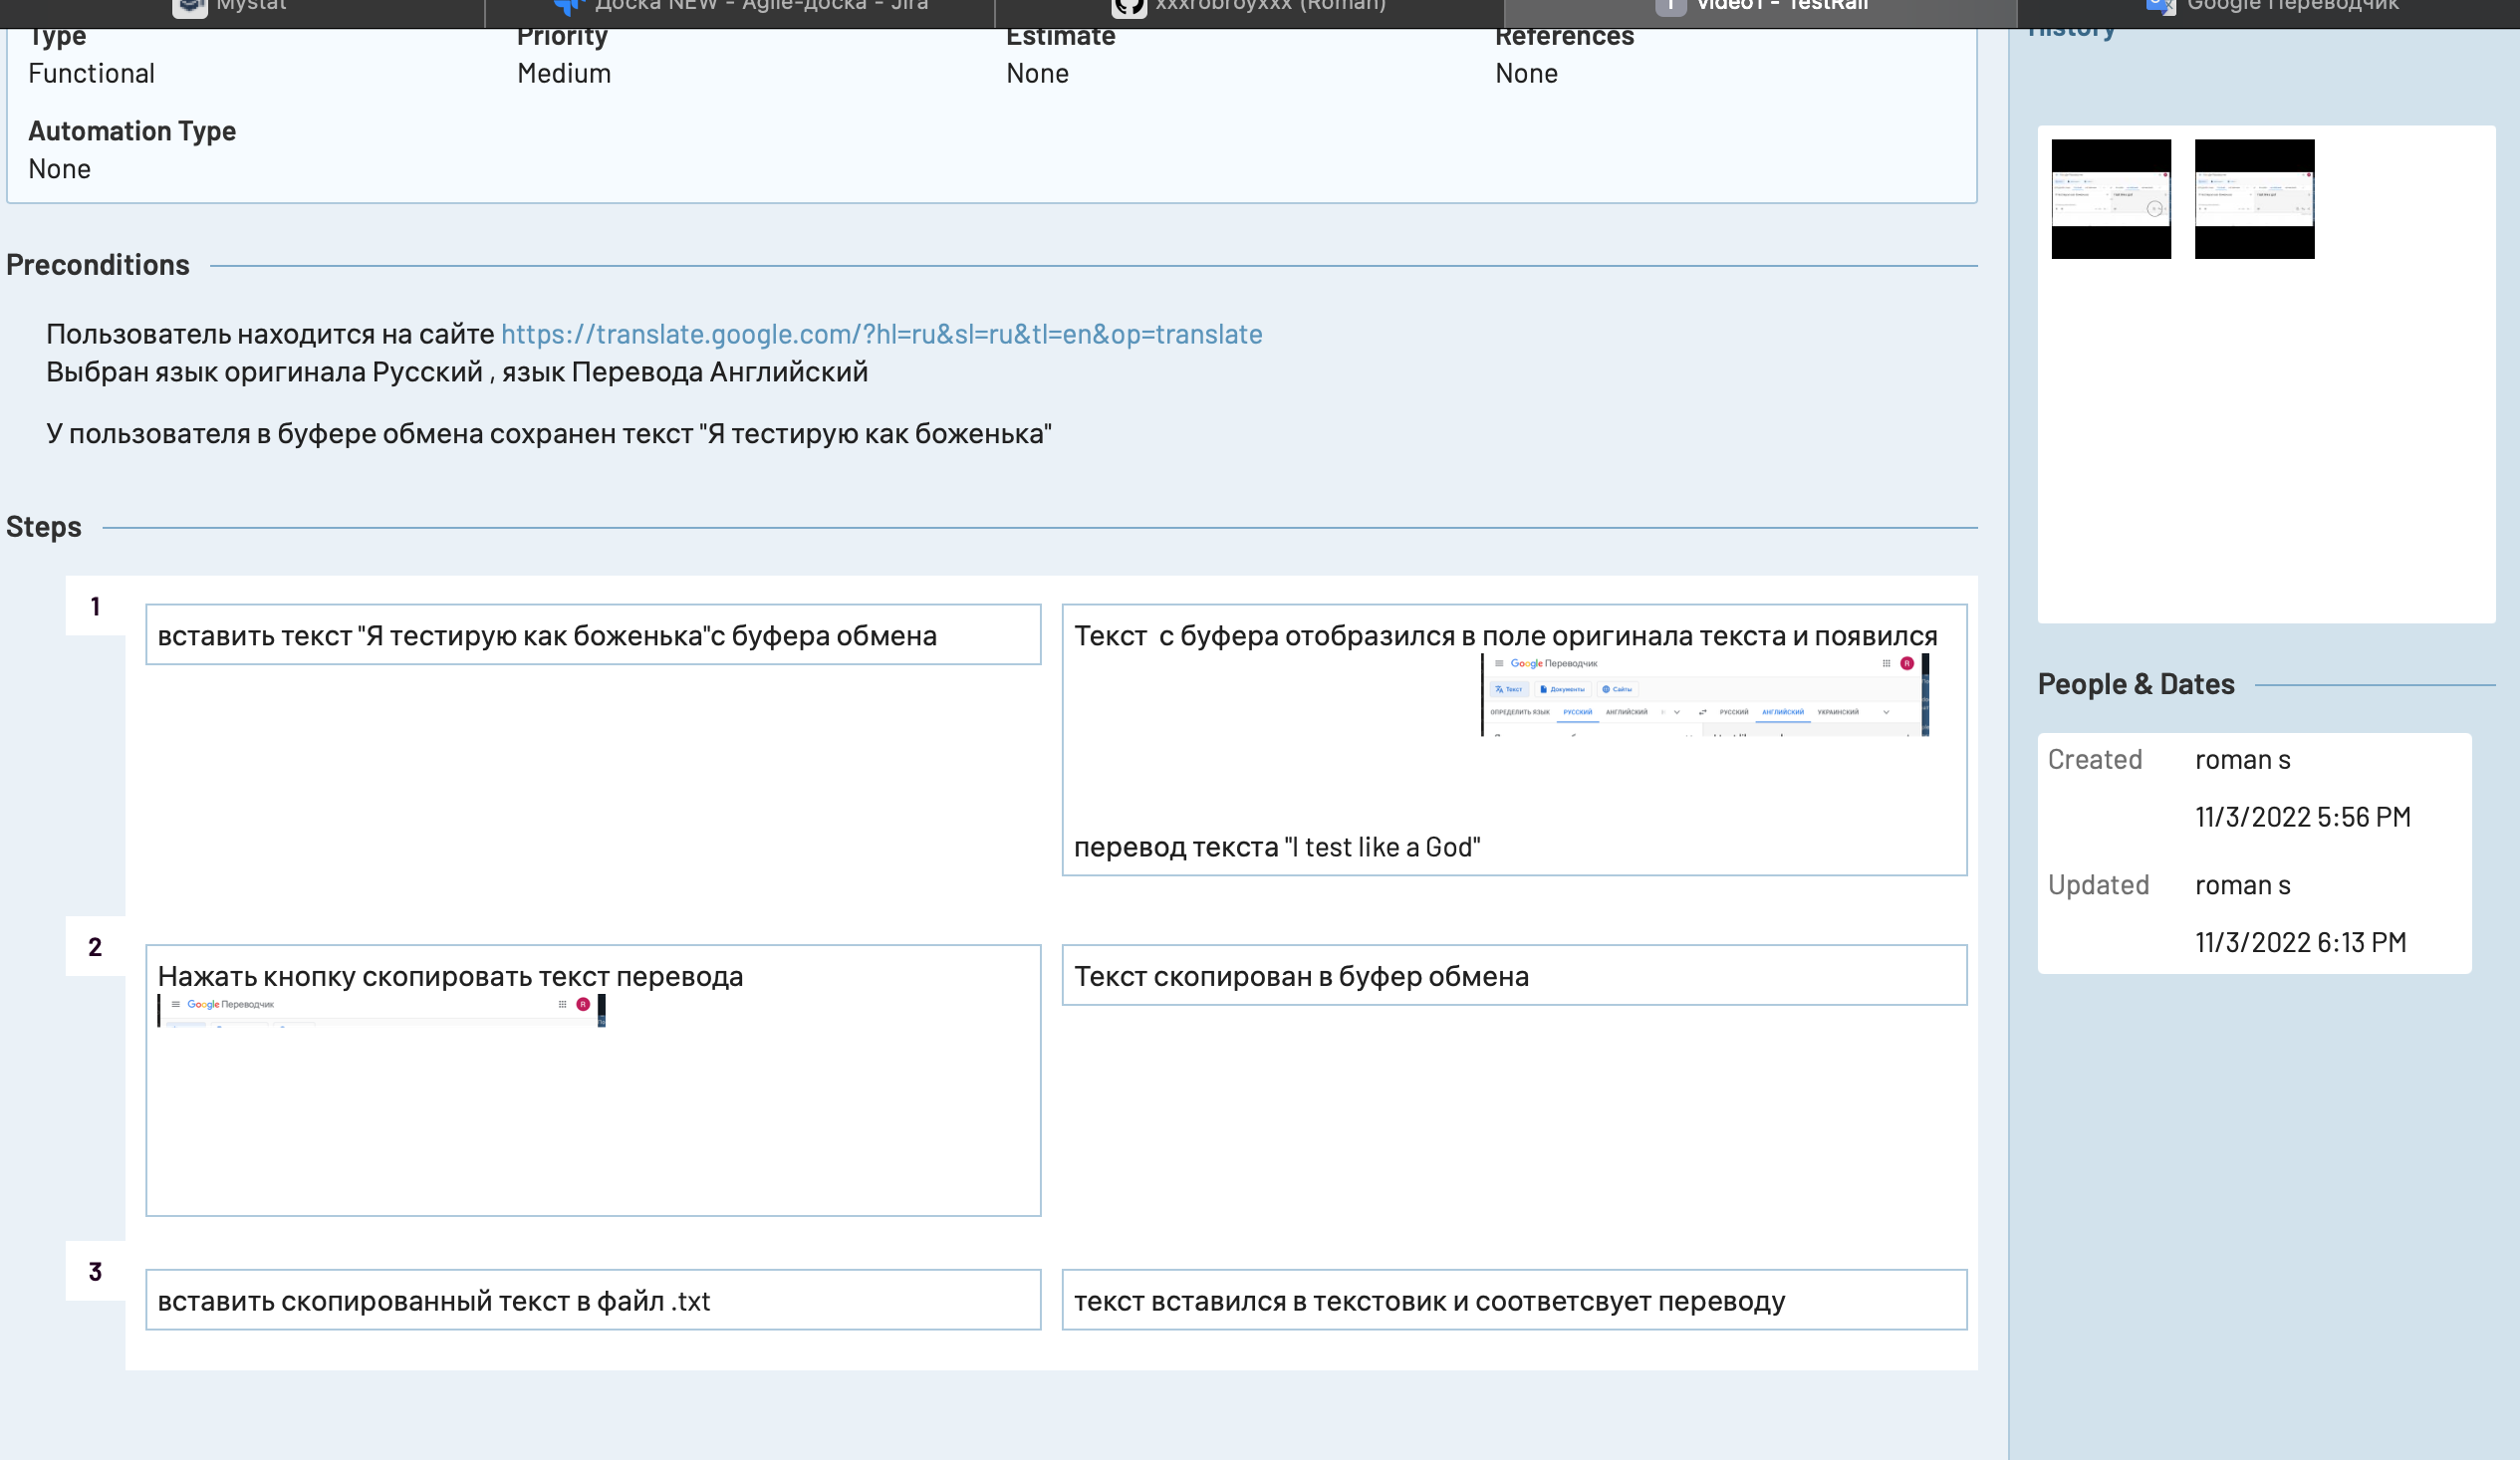 Mystat
Доска NEW - Agile-доска - Jira
xxxrobroyxxx (Roman)
video1 - TestRail
Google Переводчик
Type
Priority
Estimate
References
Functional
Medium
None
None
Automation Type
None
Preconditions
Пользователь находится на сайте https://translate.google.com/?hl=ru&sl=ru&tl=en&op=translate
Выбран язык оригинала Русский , язык Перевода Английский
У пользователя в буфере обмена сохранен текст "Я тестирую как боженька"
Steps
1
вставить текст "Я тестирую как боженька"с буфера обмена
Текст  с буфера отобразился в поле оригинала текста и появился
Google Переводчик
R
Текст
Документы
Сайты
ОПРЕДЕЛИТЬ ЯЗЫК
РУССКИЙ
АНГЛИЙСКИЙ
РУССКИЙ
АНГЛИЙСКИЙ
УКРАИНСКИЙ
перевод текста "I test like a God"
2
Нажать кнопку скопировать текст перевода
Google Переводчик
R
Текст скопирован в буфер обмена
3
вставить скопированный текст в файл .txt
текст вставился в текстовик и соответсвует переводу
History
People & Dates
Created
roman s
11/3/2022 5:56 PM
Updated
roman s
11/3/2022 6:13 PM